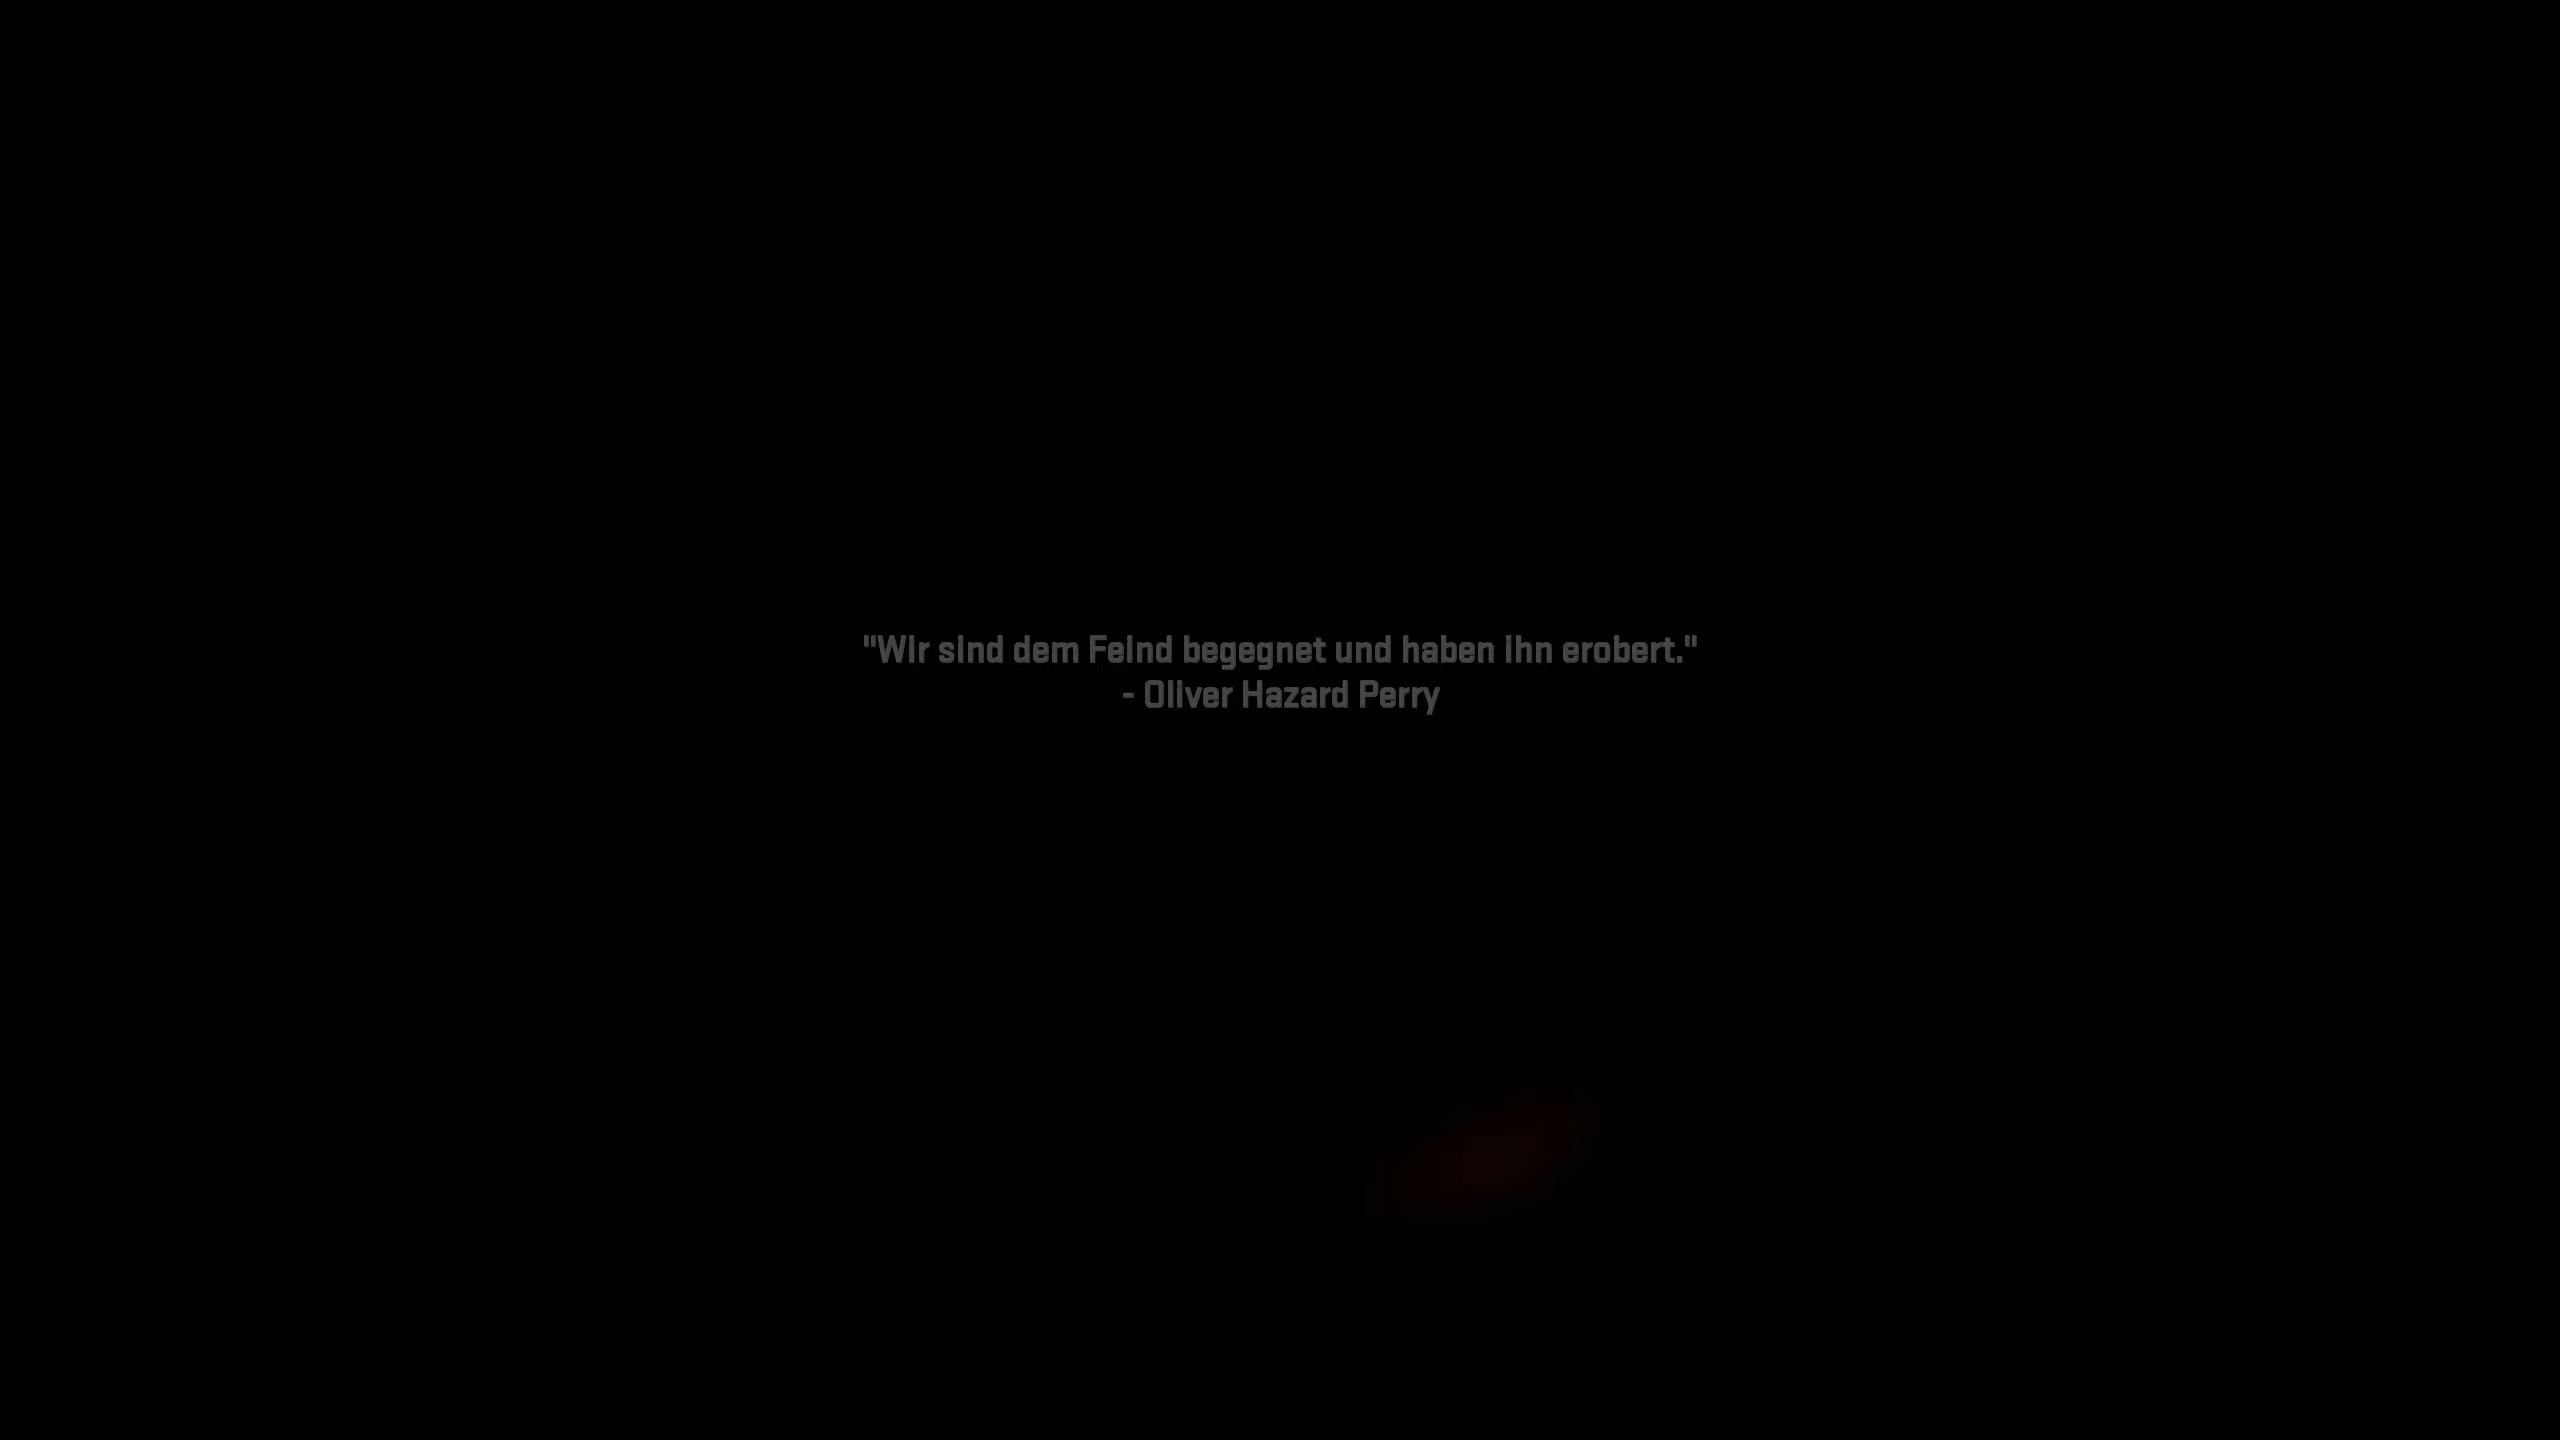 "Wir sind dem Feind begegnet und haben ihn erobert."
- Oliver Hazard Perry